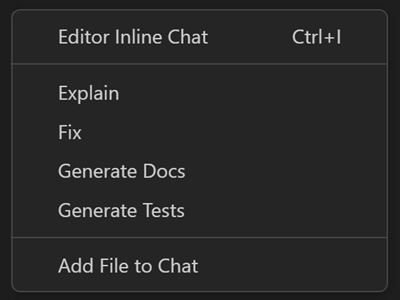 Editor Inline Chat Ctrl+I
Explain
Fix
Generate Docs
Generate Tests
Add File to Chat